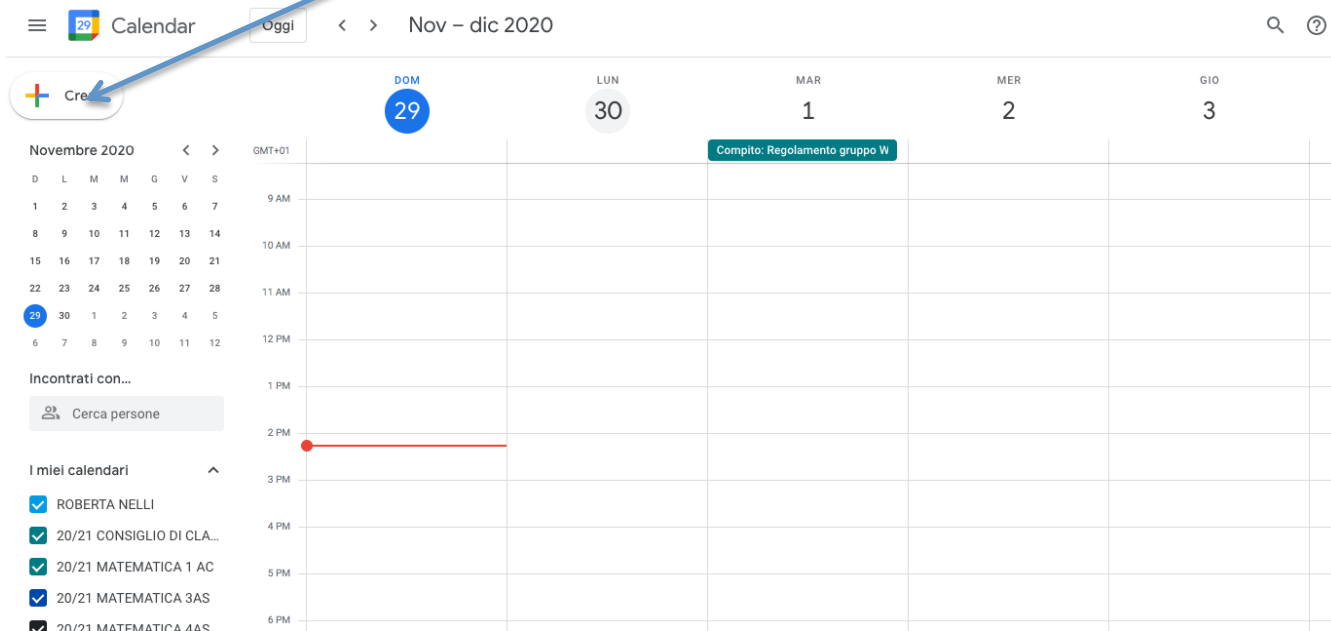 29 Calendar Oggi Nov – dic 2020
DOM LUN MAR MER GIO
29 30 1 2 3
GMT+01 Compito: Regolamento gruppo W
Novembre 2020
D L M M G V S
1 2 3 4 5 6 7
8 9 10 11 12 13 14
15 16 17 18 19 20 21
22 23 24 25 26 27 28
29 30 1 2 3 4 5
6 7 8 9 10 11 12
Incontrati con...
Cerca persone
I miei calendari
ROBERTA NELLI
20/21 CONSIGLIO DI CLA...
20/21 MATEMATICA 1 AC
20/21 MATEMATICA 3AS
20/21 MATEMATICA 4AS
9 AM
10 AM
11 AM
12 PM
1 PM
2 PM
3 PM
4 PM
5 PM
6 PM